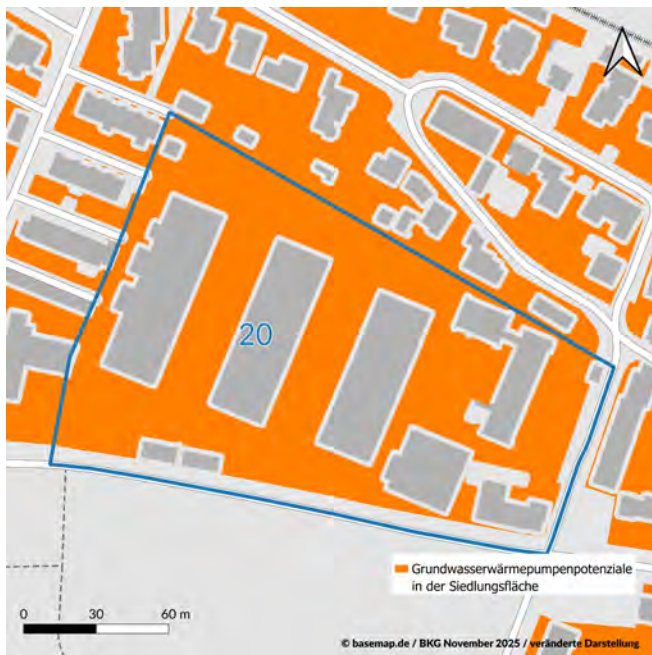 20
Grundwasserwärmepumpenpotenziale
in der Siedlungsfläche
0 30 60 m
© basemap.de / BKG November 2025 / veränderte Darstellung